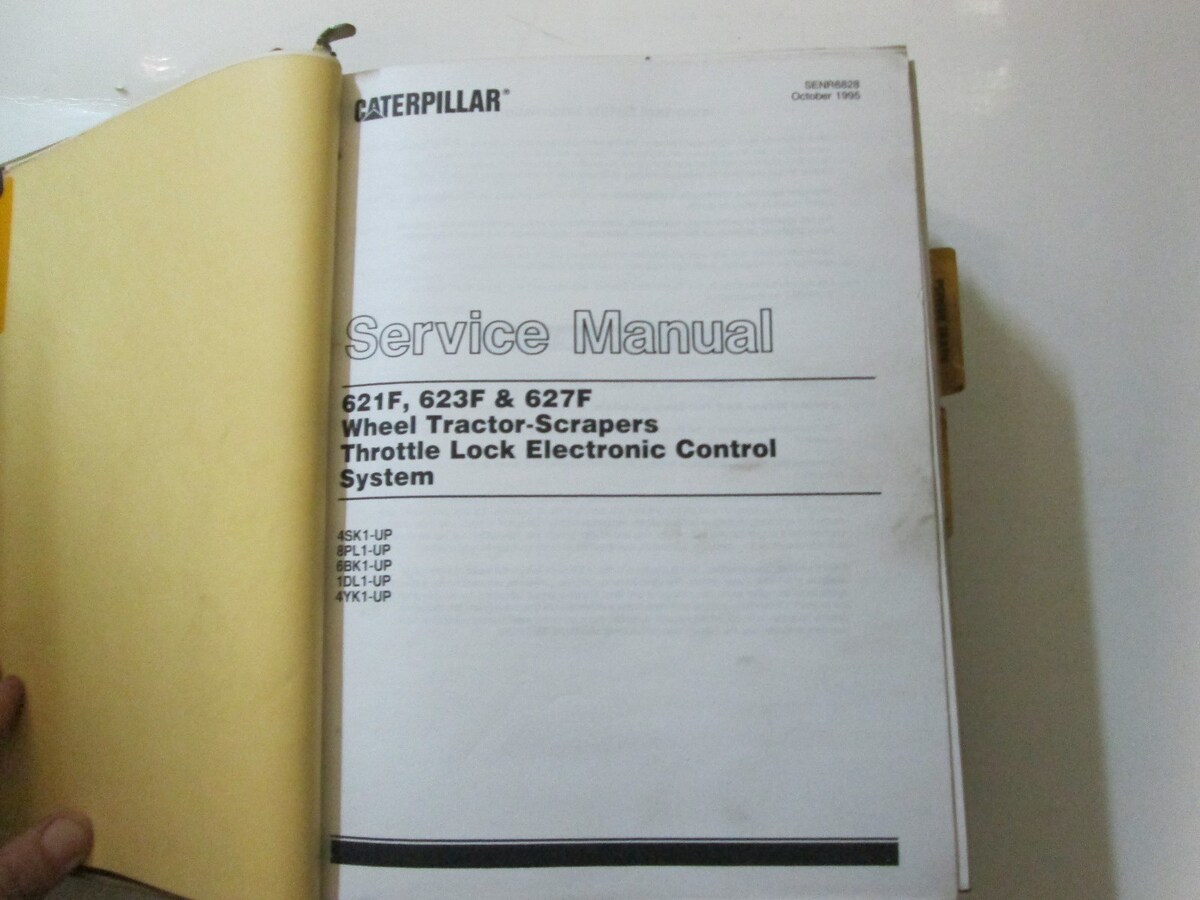 CATERPILLAR®
SENR6828
October 1995
Service Manual
621F, 623F & 627F
Wheel Tractor-Scrapers
Throttle Lock Electronic Control
System
4SK1-UP
8PL1-UP
6BK1-UP
1DL1-UP
4YK1-UP